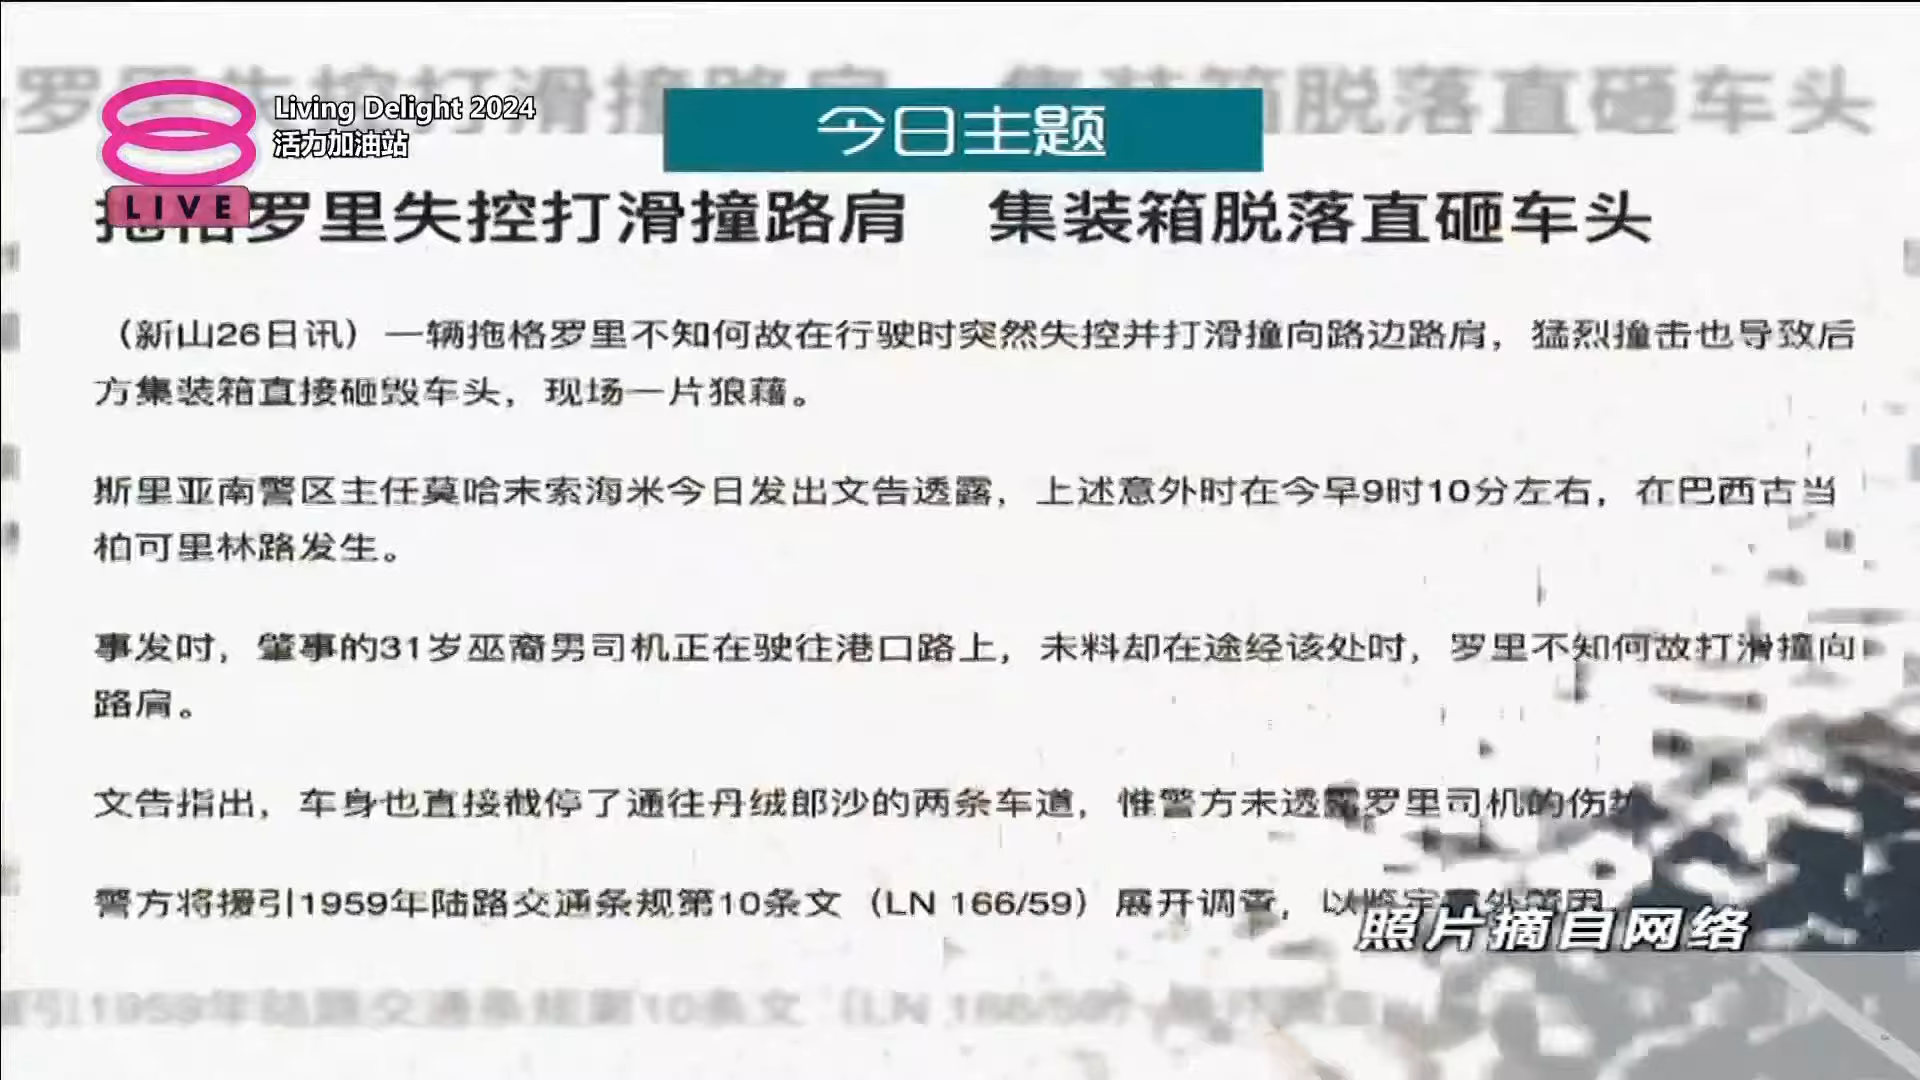 Living Delight 2024
活力加油站
LIVE
今日主题
罗里失控打滑撞路肩 集装箱脱落直砸车头
（新山26日讯）一辆拖格罗里不知何故在行驶时突然失控并打滑撞向路边路肩，猛烈撞击也导致后
方集装箱直接砸毁车头，现场一片狼藉。
斯里亚南警区主任莫哈末索海米今日发出文告透露，上述意外时在今早9时10分左右，在巴西古当
柏可里林路发生。
事发时，肇事的31岁巫裔男司机正在驶往港口路上，未料却在途经该处时，罗里不知何故打滑撞向
路肩。
文告指出，车身也直接截停了通往丹绒郎沙的两条车道，惟警方未透露罗里司机的伤
警方将援引1959年陆路交通条规第10条文（LN 166/59）展开调查，以鉴定意外
照片摘自网络